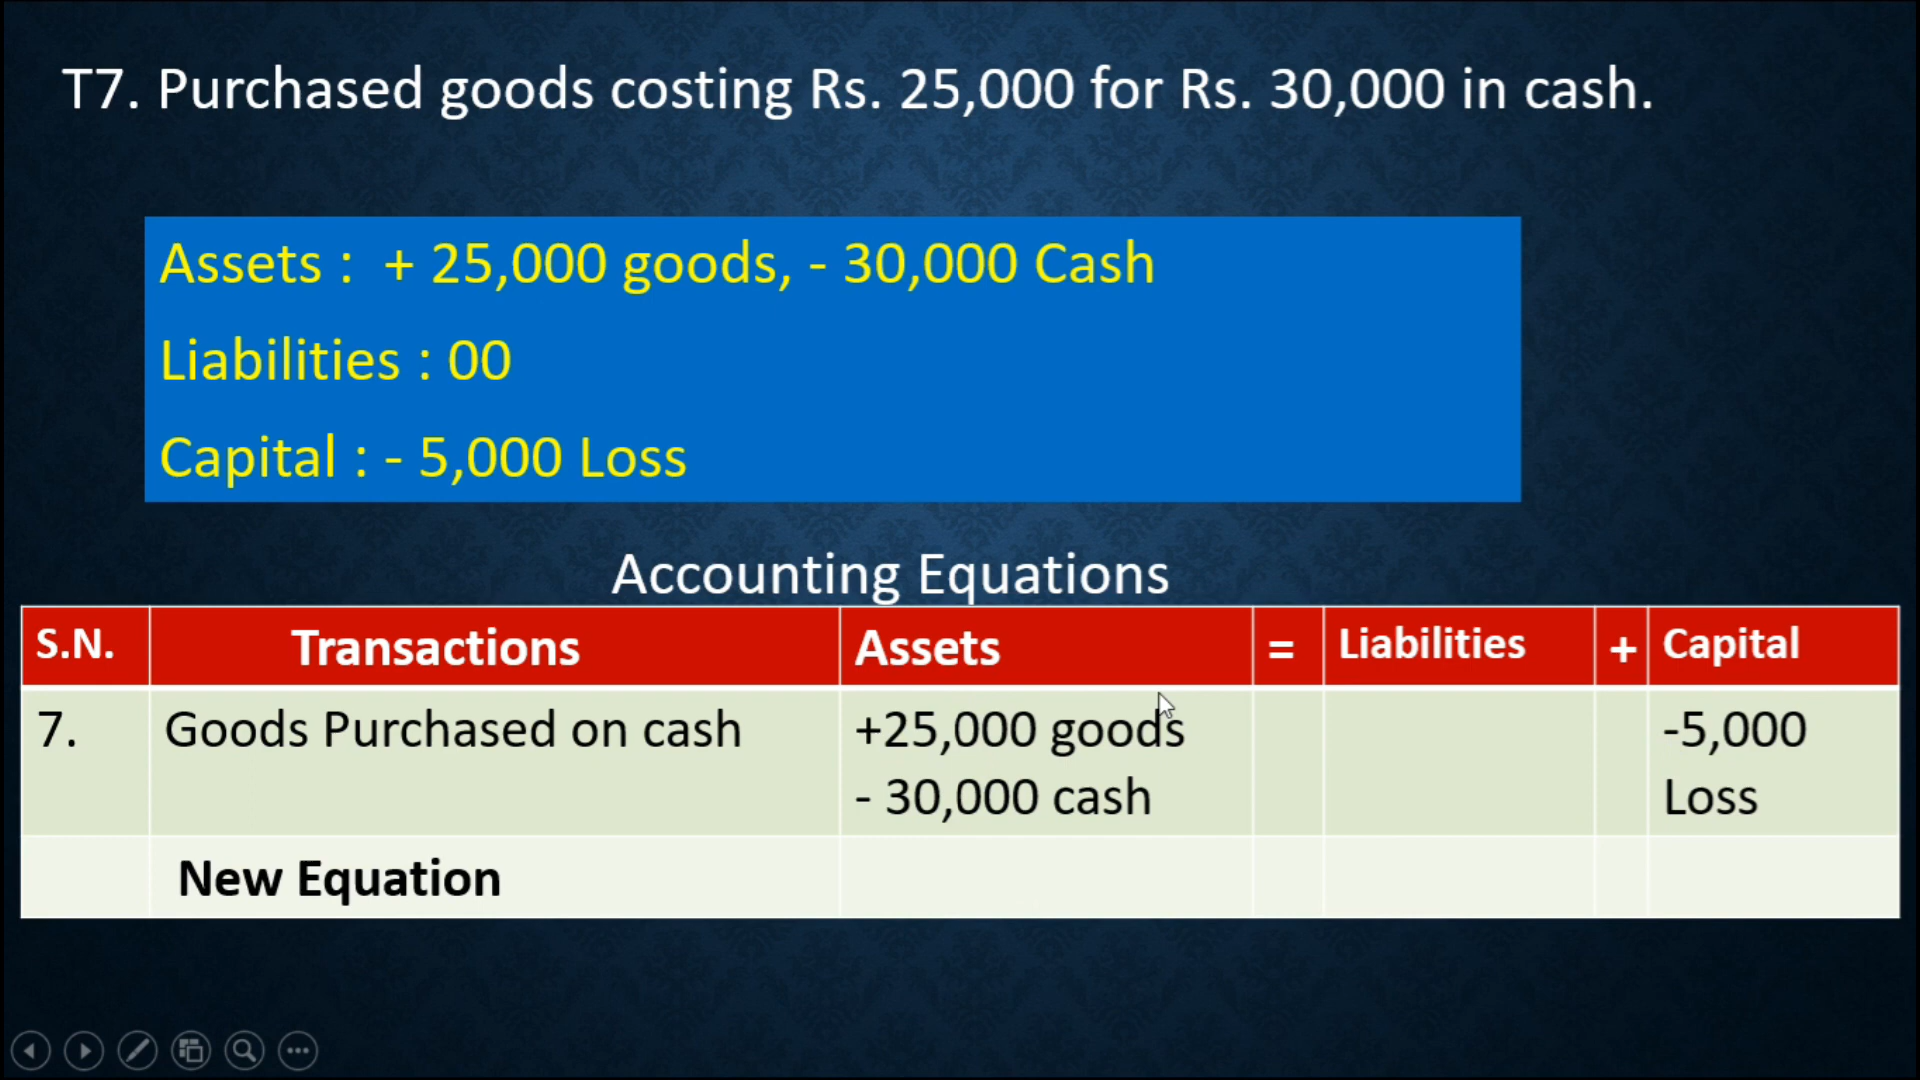 T7. Purchased goods costing Rs. 25,000 for Rs. 30,000 in cash.
Assets : + 25,000 goods, - 30,000 Cash
Liabilities : 00
Capital : - 5,000 Loss
Accounting Equations
S.N. Transactions Assets = Liabilities + Capital
7. Goods Purchased on cash +25,000 goods -5,000
- 30,000 cash Loss
New Equation